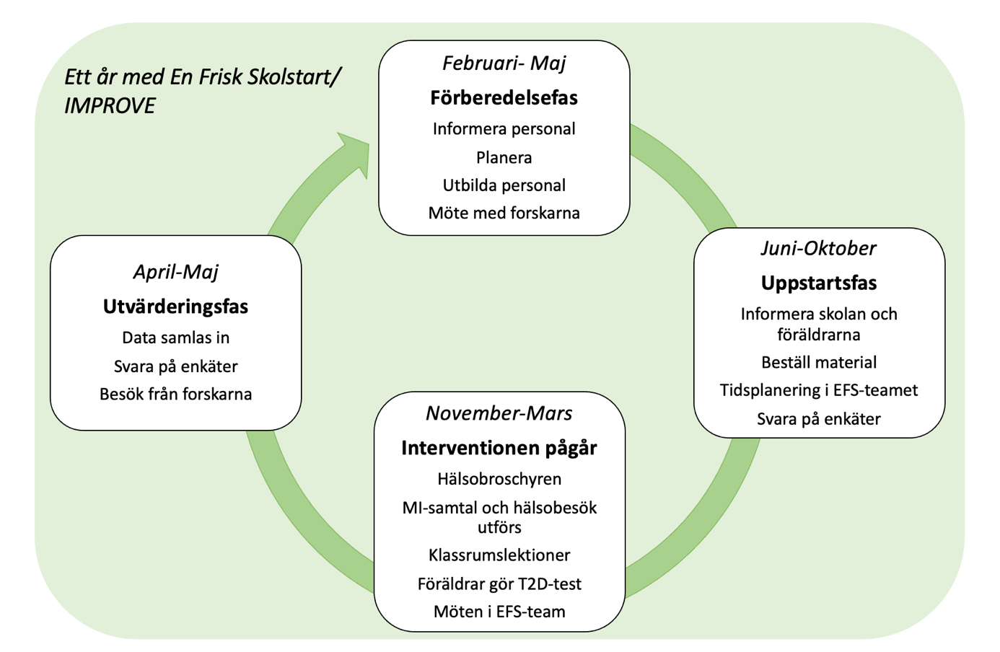 Ett år med En Frisk Skolstart/
IMPROVE
Februari- Maj
Förberedelsefas
Informera personal
Planera
Utbilda personal
Möte med forskarna
Juni-Oktober
Uppstartsfas
Informera skolan och
föräldrarna
Beställ material
Tidsplanering i EFS-teamet
Svara på enkäter
November-Mars
Interventionen pågår
Hälsobroschyren
MI-samtal och hälsobesök
utförs
Klassrumslektioner
Föräldrar gör T2D-test
Möten i EFS-team
April-Maj
Utvärderingsfas
Data samlas in
Svara på enkäter
Besök från forskarna